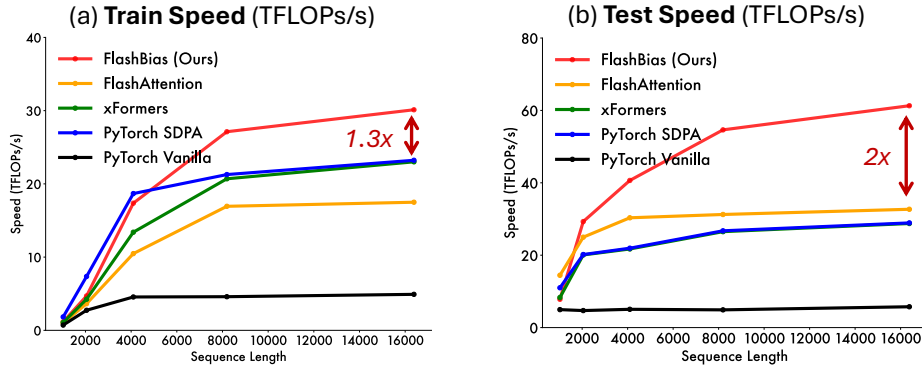 (a) Train Speed (TFLOPs/s)
40
30
20
10
0
Speed (TFLOPs/s)
FlashBias (Ours)
FlashAttention
xFormers
PyTorch SDPA
PyTorch Vanilla
1.3x
2000 4000 6000 8000 10000 12000 14000 16000
Sequence Length
(b) Test Speed (TFLOPs/s)
80
60
40
20
0
Speed (TFLOPs/s)
FlashBias (Ours)
FlashAttention
xFormers
PyTorch SDPA
PyTorch Vanilla
2x
2000 4000 6000 8000 10000 12000 14000 16000
Sequence Length